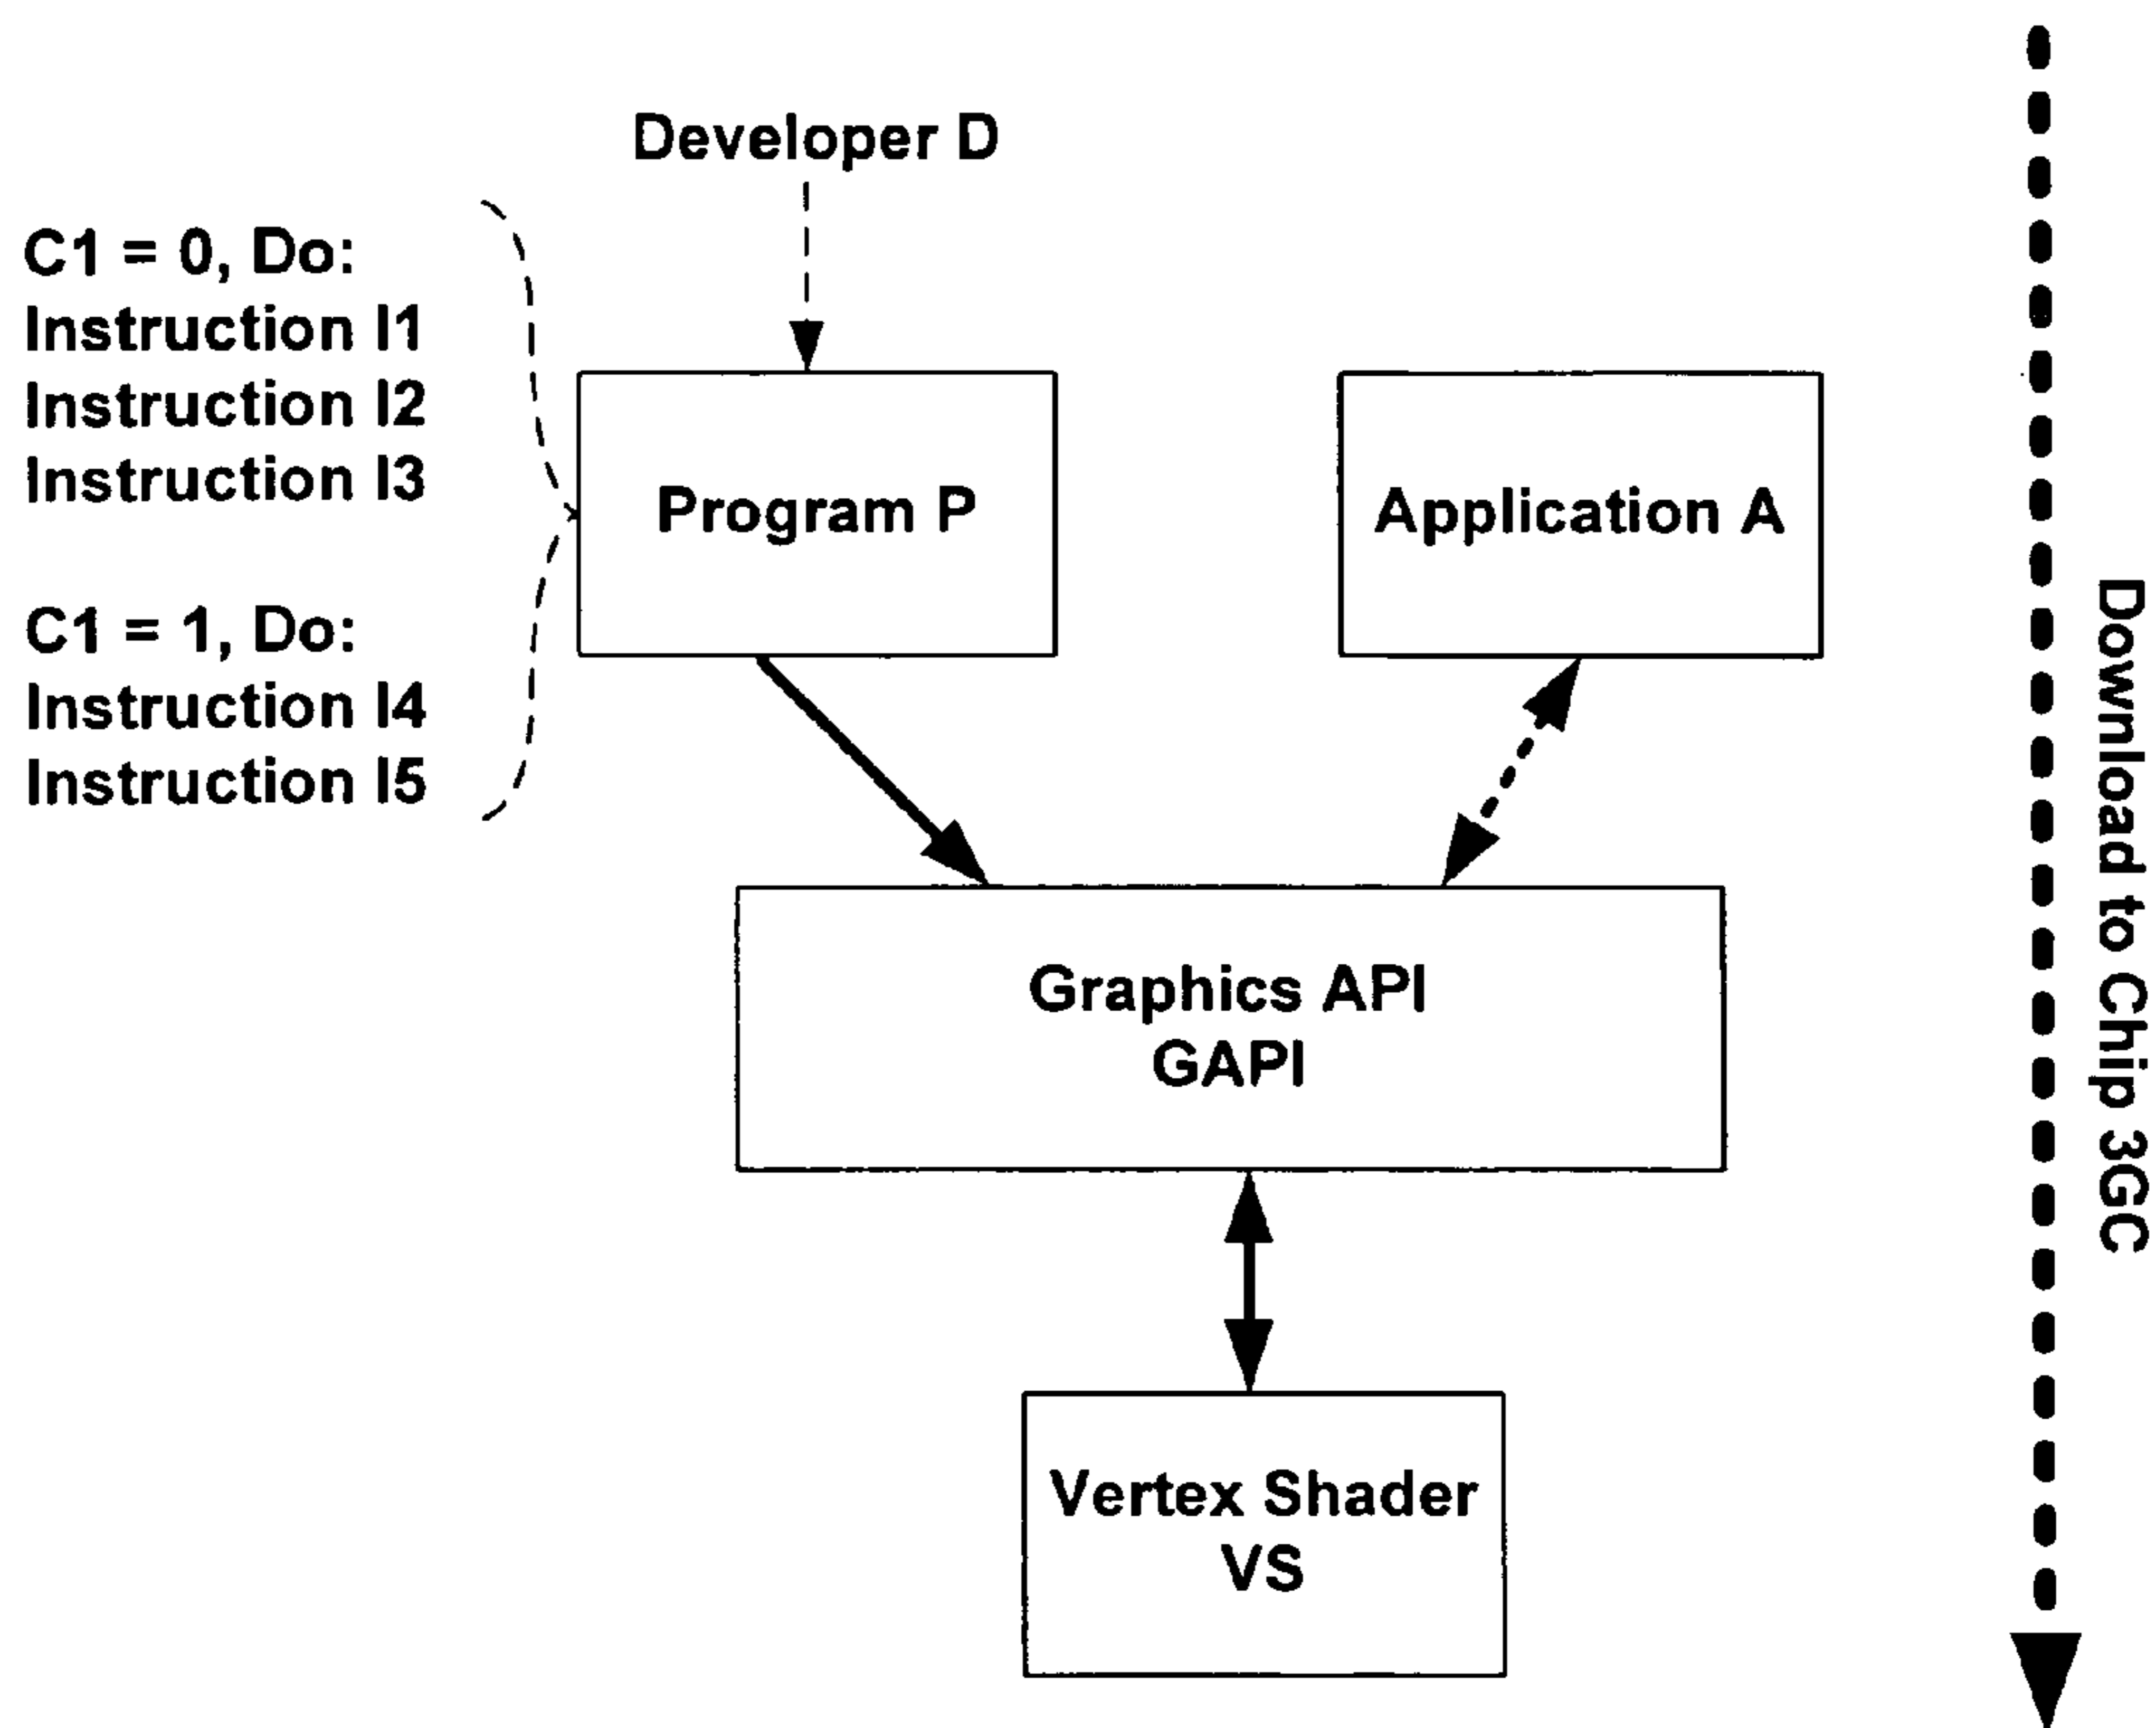 Developer D
C1 = 0, Do:
Instruction I1
Instruction I2
Instruction I3
C1 = 1, Do:
Instruction I4
Instruction I5
Program P
Application A
Graphics API
GAPI
Vertex Shader
VS
Download to Chip 3GC